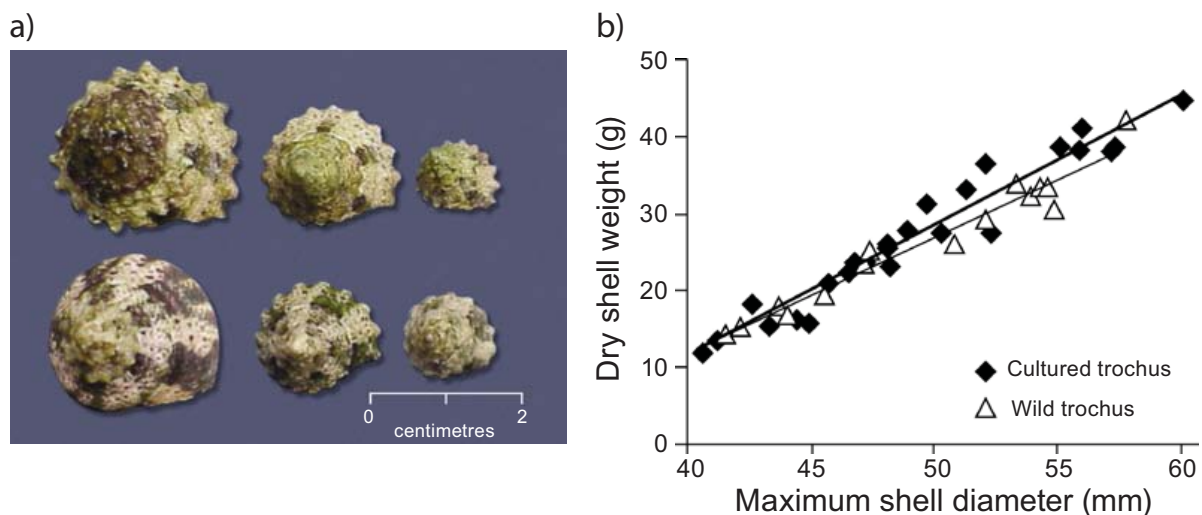 a)
0
2
centimetres
b)
Dry shell weight (g)
50
40
30
20
10
0
Cultured trochus
Wild trochus
40
45
50
55
60
Maximum shell diameter (mm)